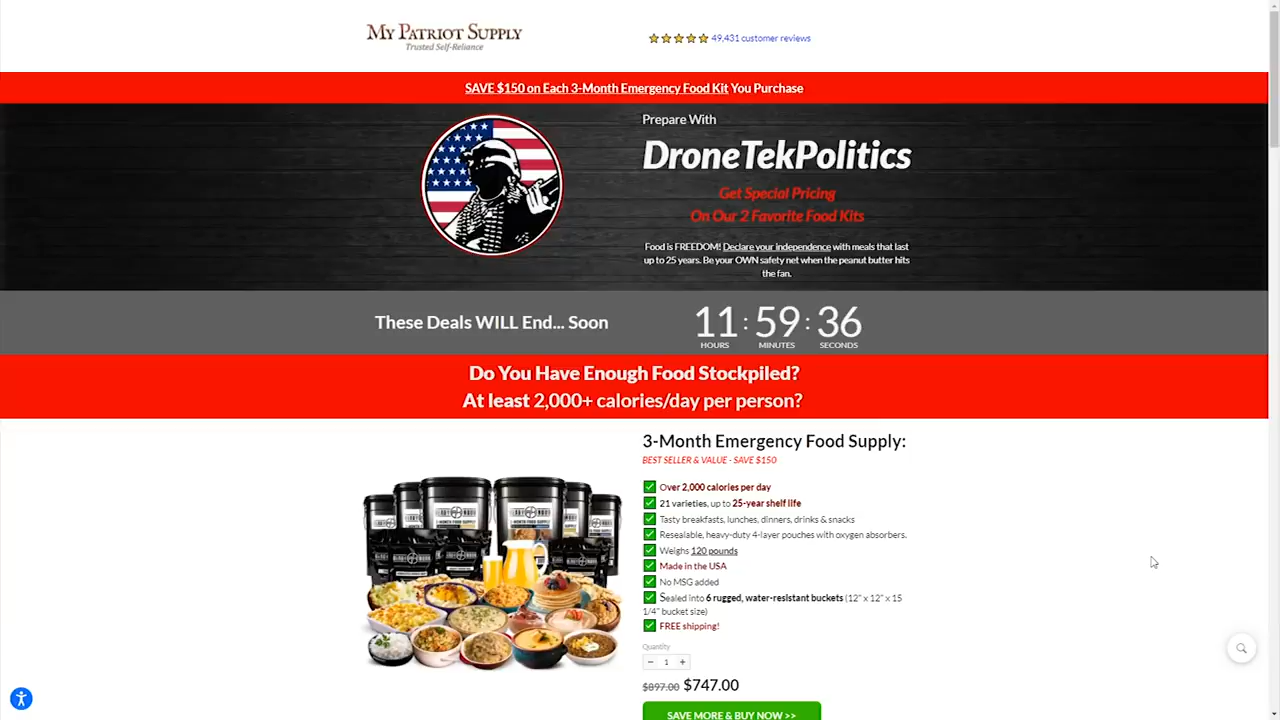 My Patriot Supply
Trusted Self-Reliance
49,431 customer reviews
SAVE $150 on Each 3-Month Emergency Food Kit You Purchase
Prepare With
DroneTekPolitics
Get Special Pricing
On Our 2 Favorite Food Kits
Food is FREEDOM! Declare your independence with meals that last
up to 25 years. Be your OWN safety net when the peanut butter hits
the fan.
These Deals WILL End... Soon
11 : 59 : 36
HOURS MINUTES SECONDS
Do You Have Enough Food Stockpiled?
At least 2,000+ calories/day per person?
3-Month Emergency Food Supply:
BEST SELLER & VALUE - SAVE $150
Over 2,000 calories per day
21 varieties, up to 25-year shelf life
Tasty breakfasts, lunches, dinners, drinks & snacks
Resealable, heavy-duty 4-layer pouches with oxygen absorbers.
Weighs 120 pounds
Made in the USA
No MSG added
Sealed into 6 rugged, water-resistant buckets (12" x 12" x 15
1/4" bucket size)
FREE shipping!
Quantity
− 1 +
$897.00 $747.00
SAVE MORE & BUY NOW >>